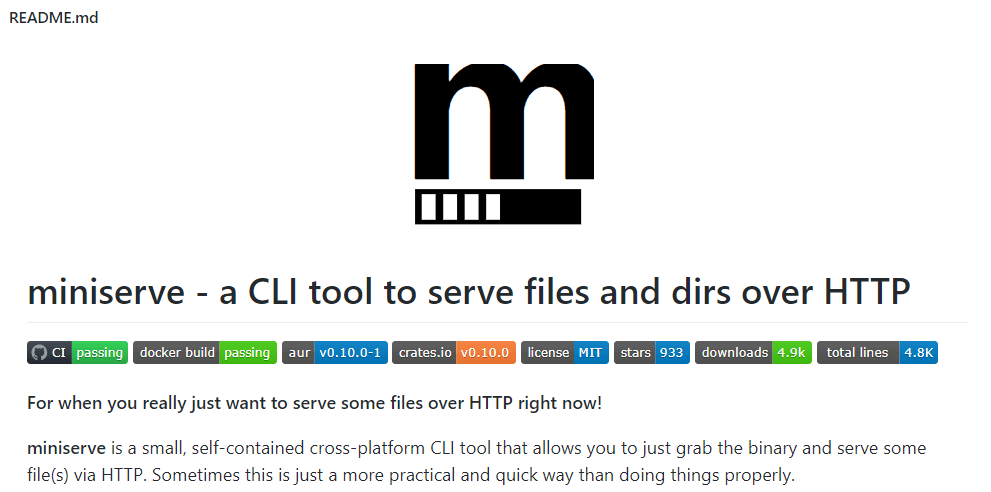 README.md
m
miniserve - a CLI tool to serve files and dirs over HTTP
CI passing docker build passing aur v0.10.0-1 crates.io v0.10.0 license MIT stars 933 downloads 4.9k total lines 4.8K
For when you really just want to serve some files over HTTP right now!
miniserve is a small, self-contained cross-platform CLI tool that allows you to just grab the binary and serve some
file(s) via HTTP. Sometimes this is just a more practical and quick way than doing things properly.